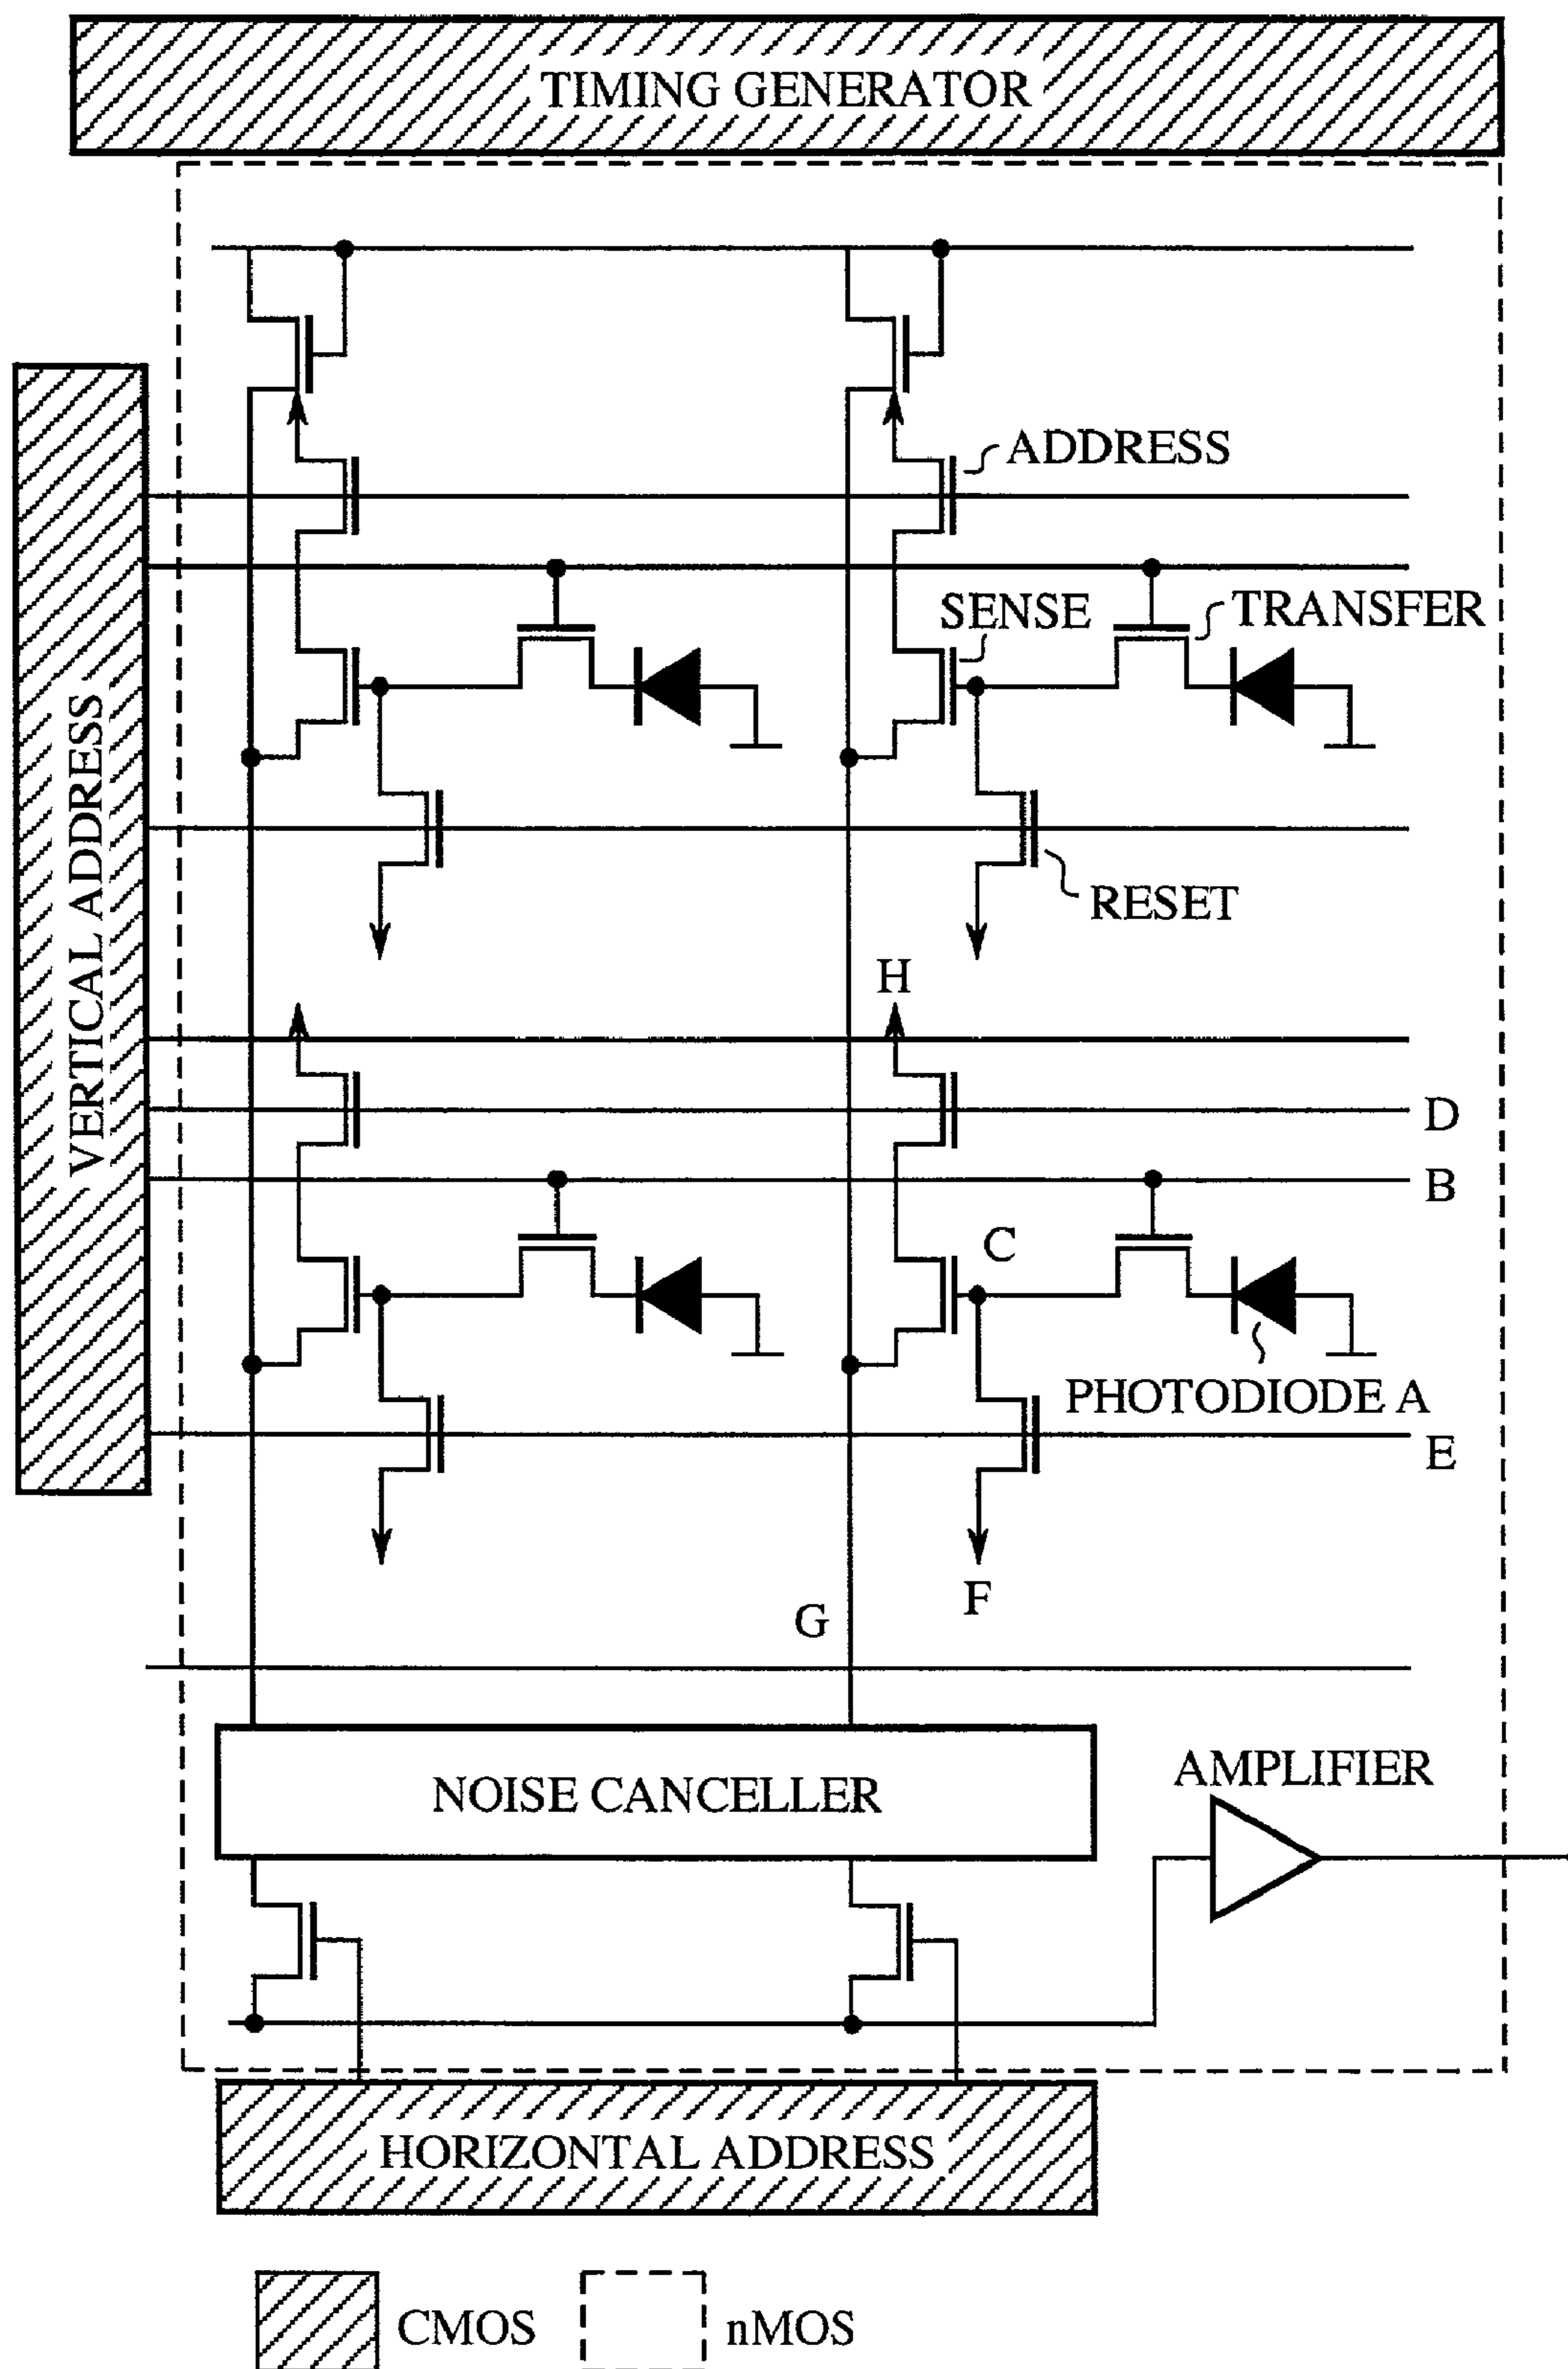 TIMING GENERATOR
ADDRESS
SENSE
TRANSFER
VERTICAL ADDRESS
RESET
H
D
B
C
PHOTODIODE A
E
F
G
NOISE CANCELLER
AMPLIFIER
HORIZONTAL ADDRESS
CMOS
nMOS